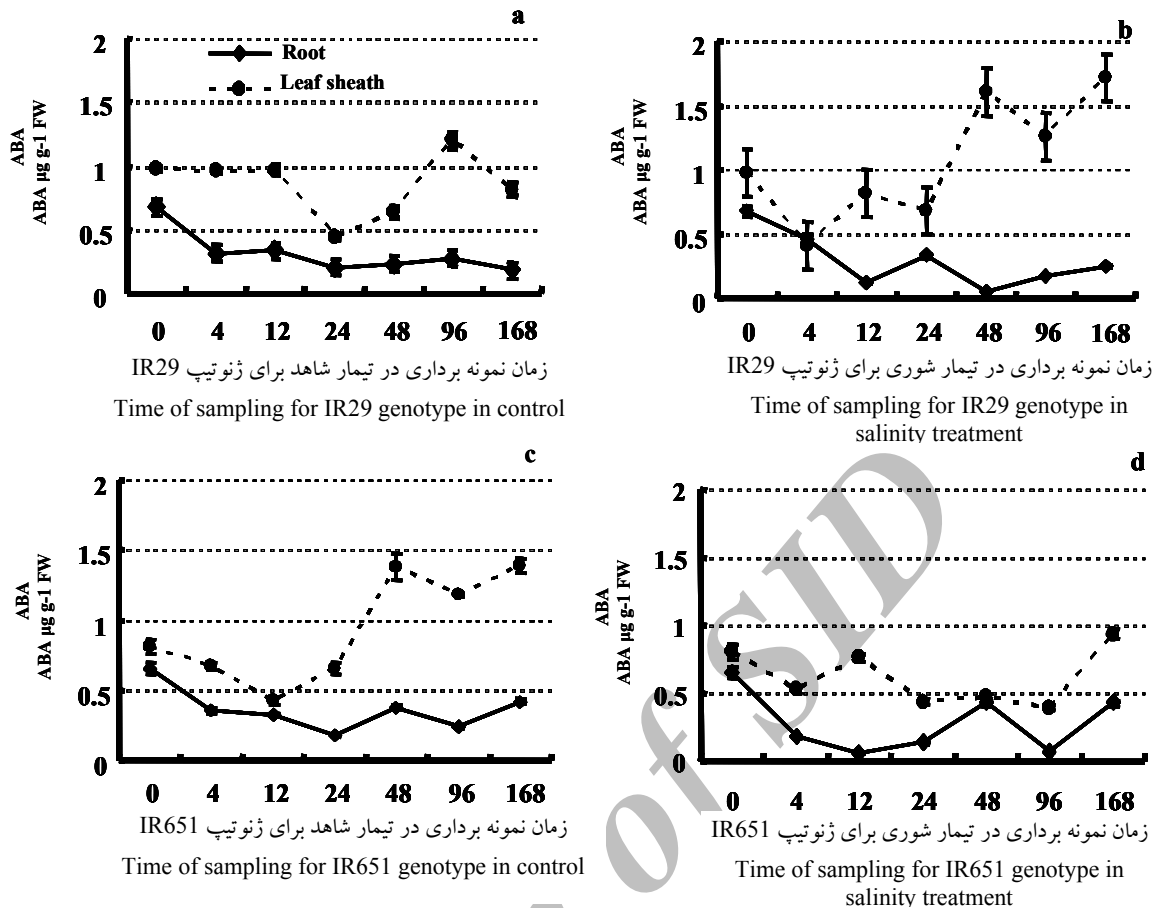 a
2
1.5
1
0.5
0
Root
Leaf sheath
ABA
ABA µg g-1 FW
0 4 12 24 48 96 168
زمان نمونه برداری در تیمار شاهد برای ژنوتیپ IR29
Time of sampling for IR29 genotype in control
b
2
1.5
1
0.5
0
ABA
ABA µg g-1 FW
0 4 12 24 48 96 168
زمان نمونه برداری در تیمار شوری برای ژنوتیپ IR29
Time of sampling for IR29 genotype in
salinity treatment
c
2
1.5
1
0.5
0
ABA
ABA µg g-1 FW
0 4 12 24 48 96 168
زمان نمونه برداری در تیمار شاهد برای ژنوتیپ IR651
Time of sampling for IR651 genotype in control
d
2
1.5
1
0.5
0
ABA
ABA µg g-1 FW
0 4 12 24 48 96 168
زمان نمونه برداری در تیمار شوری برای ژنوتیپ IR651
Time of sampling for IR651 genotype in
salinity treatment
of SID